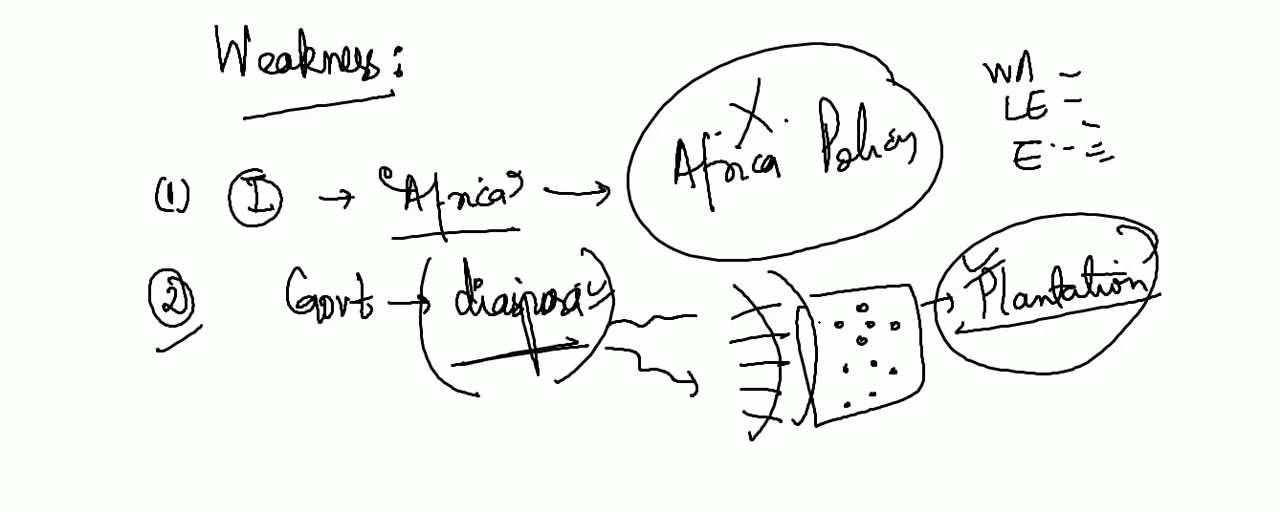 Weakness:
WA -
LE -
E -
(1) I → "Africa" → Africa Policy
(2) Govt → (diaspora) → Plantation